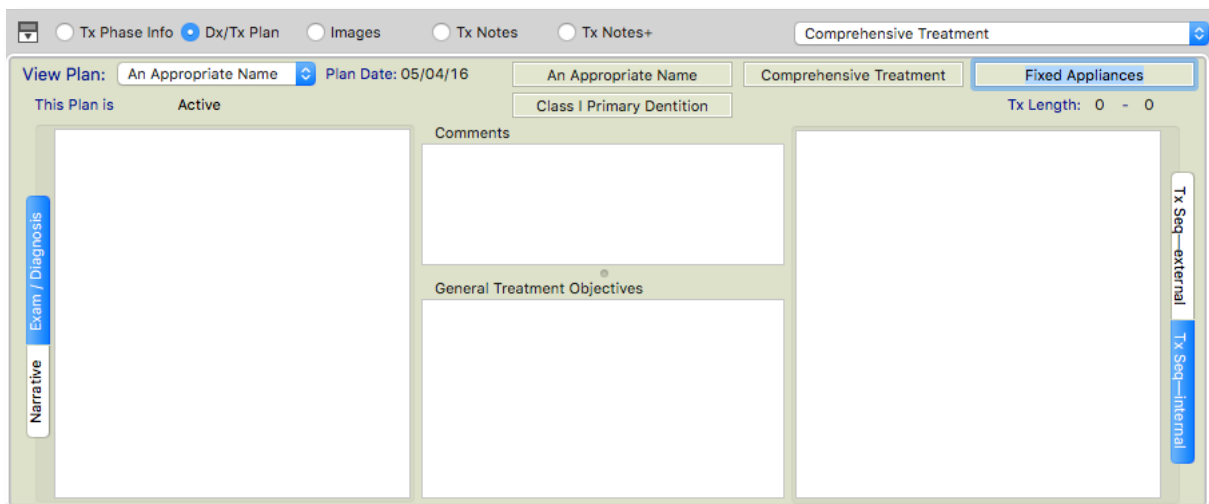 Tx Phase Info Dx/Tx Plan Images Tx Notes Tx Notes+ Comprehensive Treatment
View Plan: An Appropriate Name Plan Date: 05/04/16 An Appropriate Name Comprehensive Treatment Fixed Appliances
This Plan is Active Class I Primary Dentition Tx Length: 0 - 0
Comments
General Treatment Objectives
Exam / Diagnosis
Narrative
Tx Seq—external
Tx Seq—internal